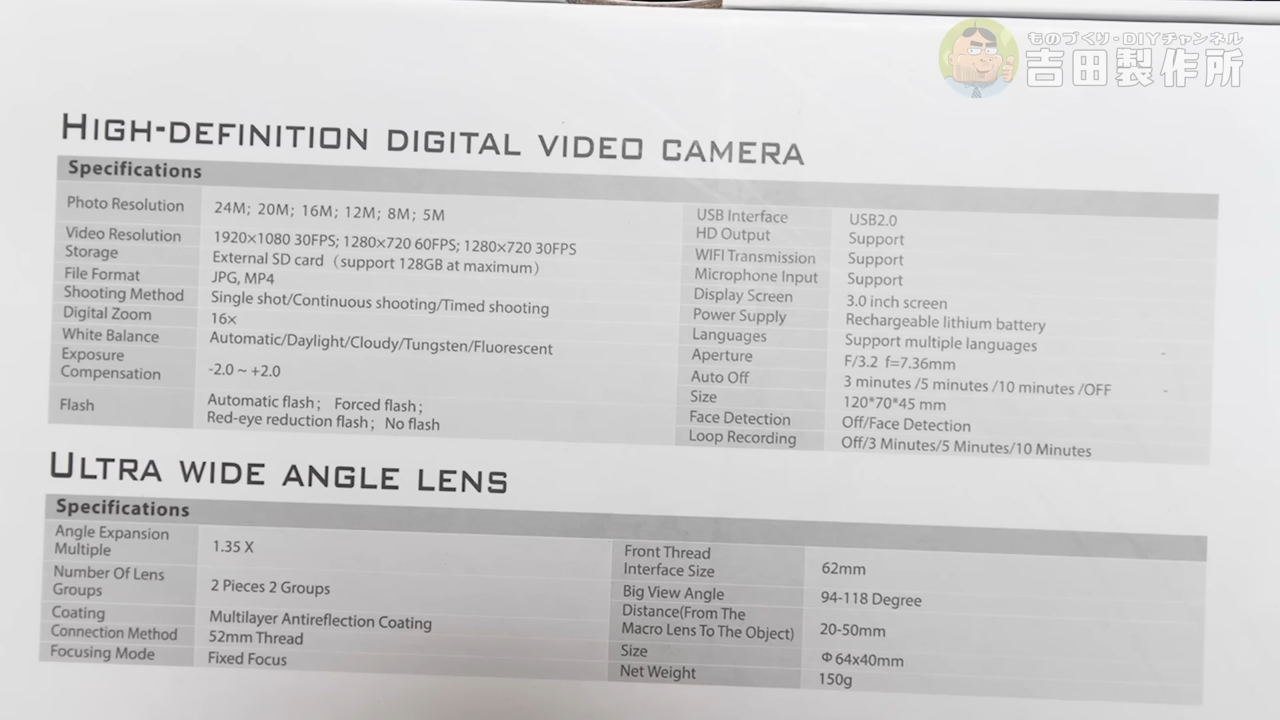 ものづくり・DIYチャンネル
吉田製作所
HIGH-DEFINITION DIGITAL VIDEO CAMERA
Specifications
Photo Resolution 24M; 20M; 16M; 12M; 8M; 5M
Video Resolution 1920×1080 30FPS; 1280×720 60FPS; 1280×720 30FPS
Storage External SD card（support 128GB at maximum）
File Format JPG, MP4
Shooting Method Single shot/Continuous shooting/Timed shooting
Digital Zoom 16×
White Balance Automatic/Daylight/Cloudy/Tungsten/Fluorescent
Exposure
Compensation -2.0 ~ +2.0
Flash Automatic flash； Forced flash；
Red-eye reduction flash；No flash
USB Interface USB2.0
HD Output Support
WIFI Transmission Support
Microphone Input Support
Display Screen 3.0 inch screen
Power Supply Rechargeable lithium battery
Languages Support multiple languages
Aperture F/3.2 f=7.36mm
Auto Off 3 minutes /5 minutes /10 minutes /OFF
Size 120*70*45 mm
Face Detection Off/Face Detection
Loop Recording Off/3 Minutes/5 Minutes/10 Minutes
ULTRA WIDE ANGLE LENS
Specifications
Angle Expansion
Multiple 1.35 X
Number Of Lens
Groups 2 Pieces 2 Groups
Coating Multilayer Antireflection Coating
Connection Method 52mm Thread
Focusing Mode Fixed Focus
Front Thread
Interface Size 62mm
Big View Angle 94-118 Degree
Distance(From The
Macro Lens To The Object) 20-50mm
Size Φ64x40mm
Net Weight 150g